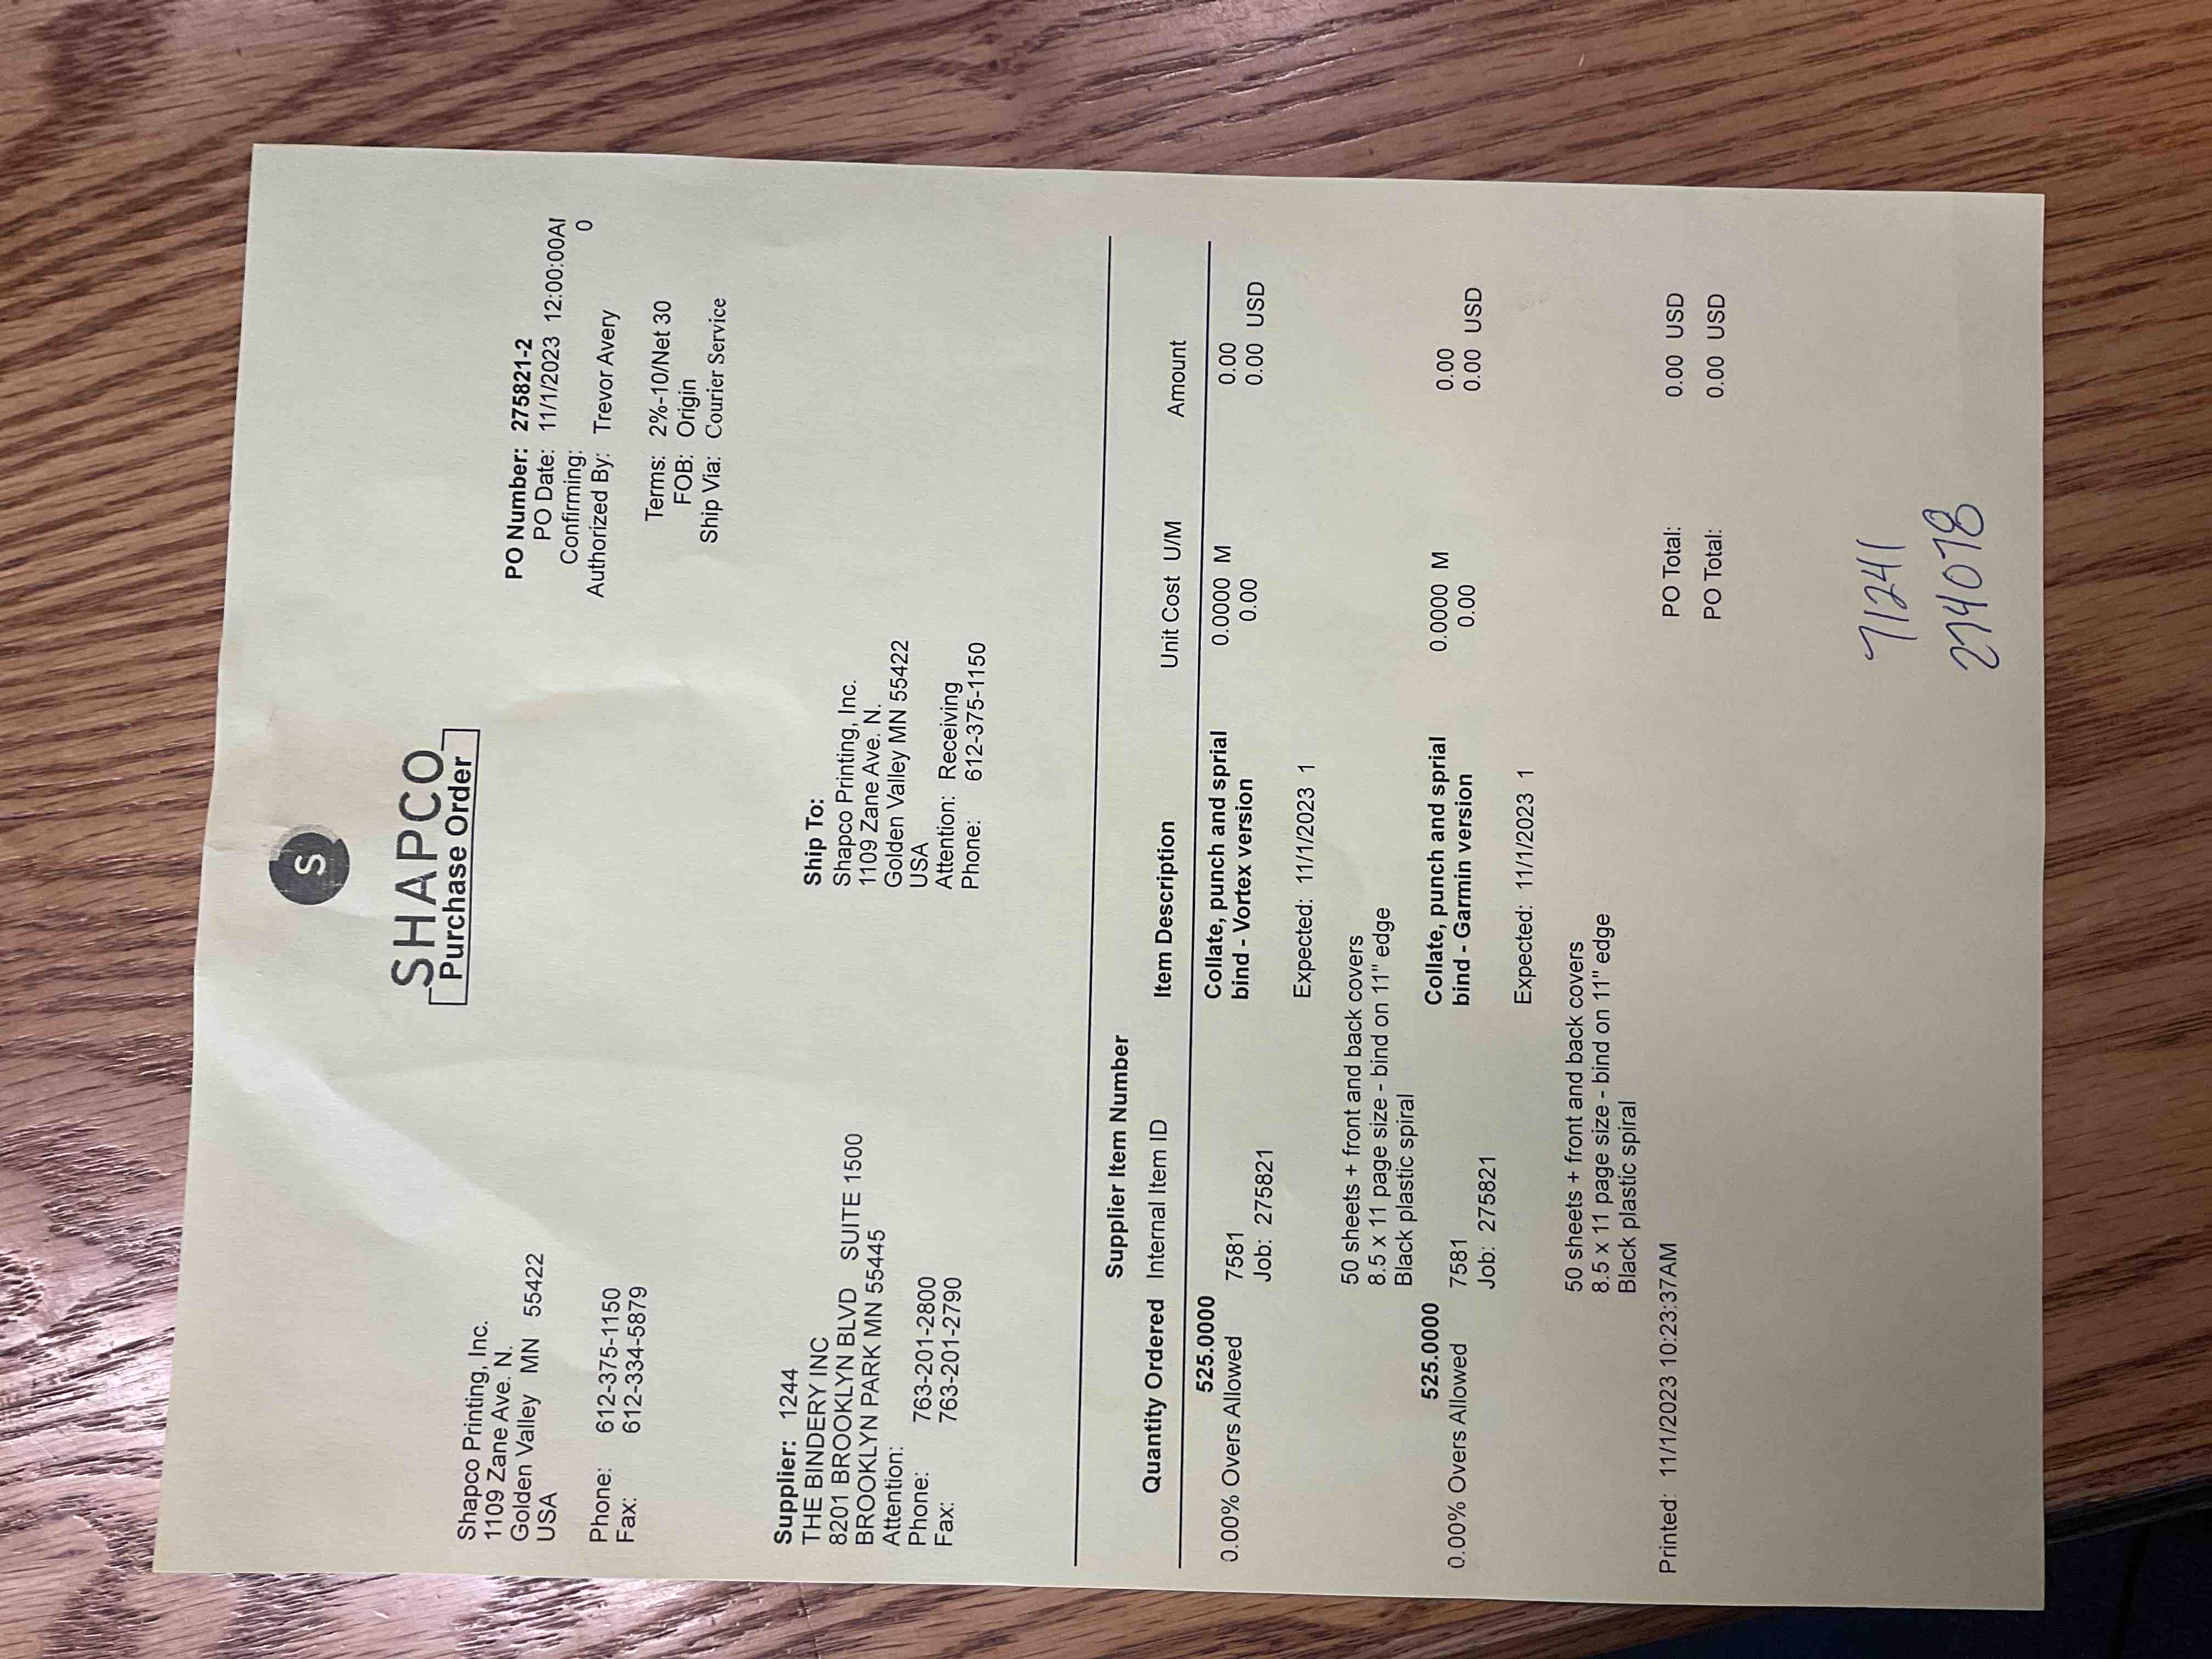 S
SHAPCO
Purchase Order
Shapco Printing, Inc.
1109 Zane Ave. N.
Golden Valley MN 55422
USA
Phone: 612-375-1150
Fax: 612-334-5879
PO Number: 275821-2
PO Date: 11/1/2023 12:00:00AM
Confirming: 0
Authorized By: Trevor Avery
Terms: 2%-10/Net 30
FOB: Origin
Ship Via: Courier Service
Supplier: 1244
THE BINDERY INC
8201 BROOKLYN BLVD SUITE 1500
BROOKLYN PARK MN 55445
Attention:
Phone: 763-201-2800
Fax: 763-201-2790
Ship To:
Shapco Printing, Inc.
1109 Zane Ave. N.
Golden Valley MN 55422
USA
Attention: Receiving
Phone: 612-375-1150
Supplier Item Number
Quantity Ordered Internal Item ID Item Description Unit Cost U/M Amount
525.0000 Collate, punch and sprial 0.0000 M 0.00
7581 bind - Vortex version 0.00 0.00 USD
0.00% Overs Allowed Job: 275821
Expected: 11/1/2023 1
50 sheets + front and back covers
8.5 x 11 page size - bind on 11" edge
Black plastic spiral
525.0000 Collate, punch and sprial 0.0000 M 0.00
7581 bind - Garmin version 0.00 0.00 USD
0.00% Overs Allowed Job: 275821
Expected: 11/1/2023 1
50 sheets + front and back covers
8.5 x 11 page size - bind on 11" edge
Black plastic spiral
Printed: 11/1/2023 10:23:37AM PO Total: 0.00 USD
PO Total: 0.00 USD
71241
274078